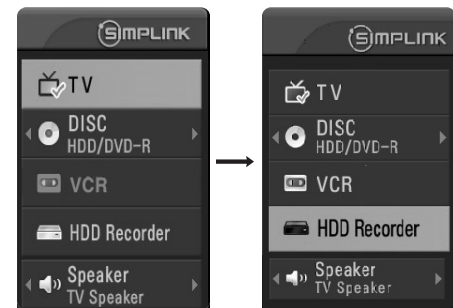 SIMPLINK
TV
DISC
HDD/DVD-R
VCR
HDD Recorder
Speaker
TV Speaker
SIMPLINK
TV
DISC
HDD/DVD-R
VCR
HDD Recorder
Speaker
TV Speaker